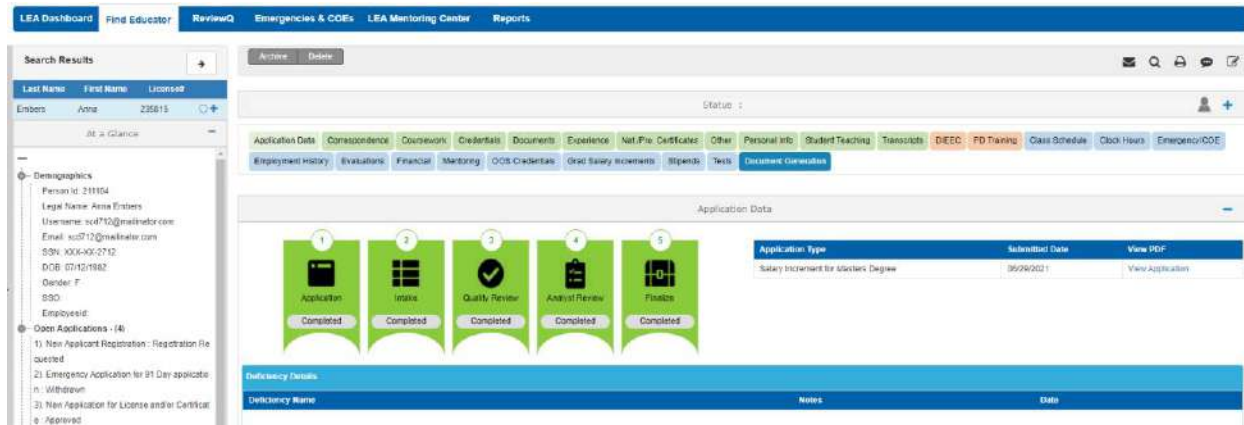 LEA Dashboard Find Educator ReviewQ Emergencies & COEs LEA Mentoring Center Reports
Search Results
Archive Delete
Last Name First Name License#
Embers Anna 235815
Status :
At a Glance
Application Data Correspondence Coursework Credentials Documents Experience Nat./Pro. Certificates Other Personal Info Student Teaching Transcripts DIEEC PD Training Class Schedule Clock Hours Emergency/COE
Employment History Evaluations Financial Mentoring OOS Credentials Grad Salary Increments Stipends Tests Document Generation
Demographics
Person Id: 211104
Legal Name: Anna Embers
Username: scd712@mailinator.com
Email: scd712@mailinator.com
SSN: XXX-XX-2712
DOB: 07/12/1982
Gender: F
SSO:
EmployeeId:
Open Applications - (4)
1). New Applicant Registration : Registration Re
quested
2). Emergency Application for 91 Day applicatio
n : Withdrawn
3). New Application for License and/or Certificat
e : Approved
Application Data
1 2 3 4 5
Application Intake Quality Review Analyst Review Finalize
Completed Completed Completed Completed Completed
Application Type Submitted Date View PDF
Salary Increment for Masters Degree 06/29/2021 View Application
Deficiency Details
Deficiency Name Notes Date